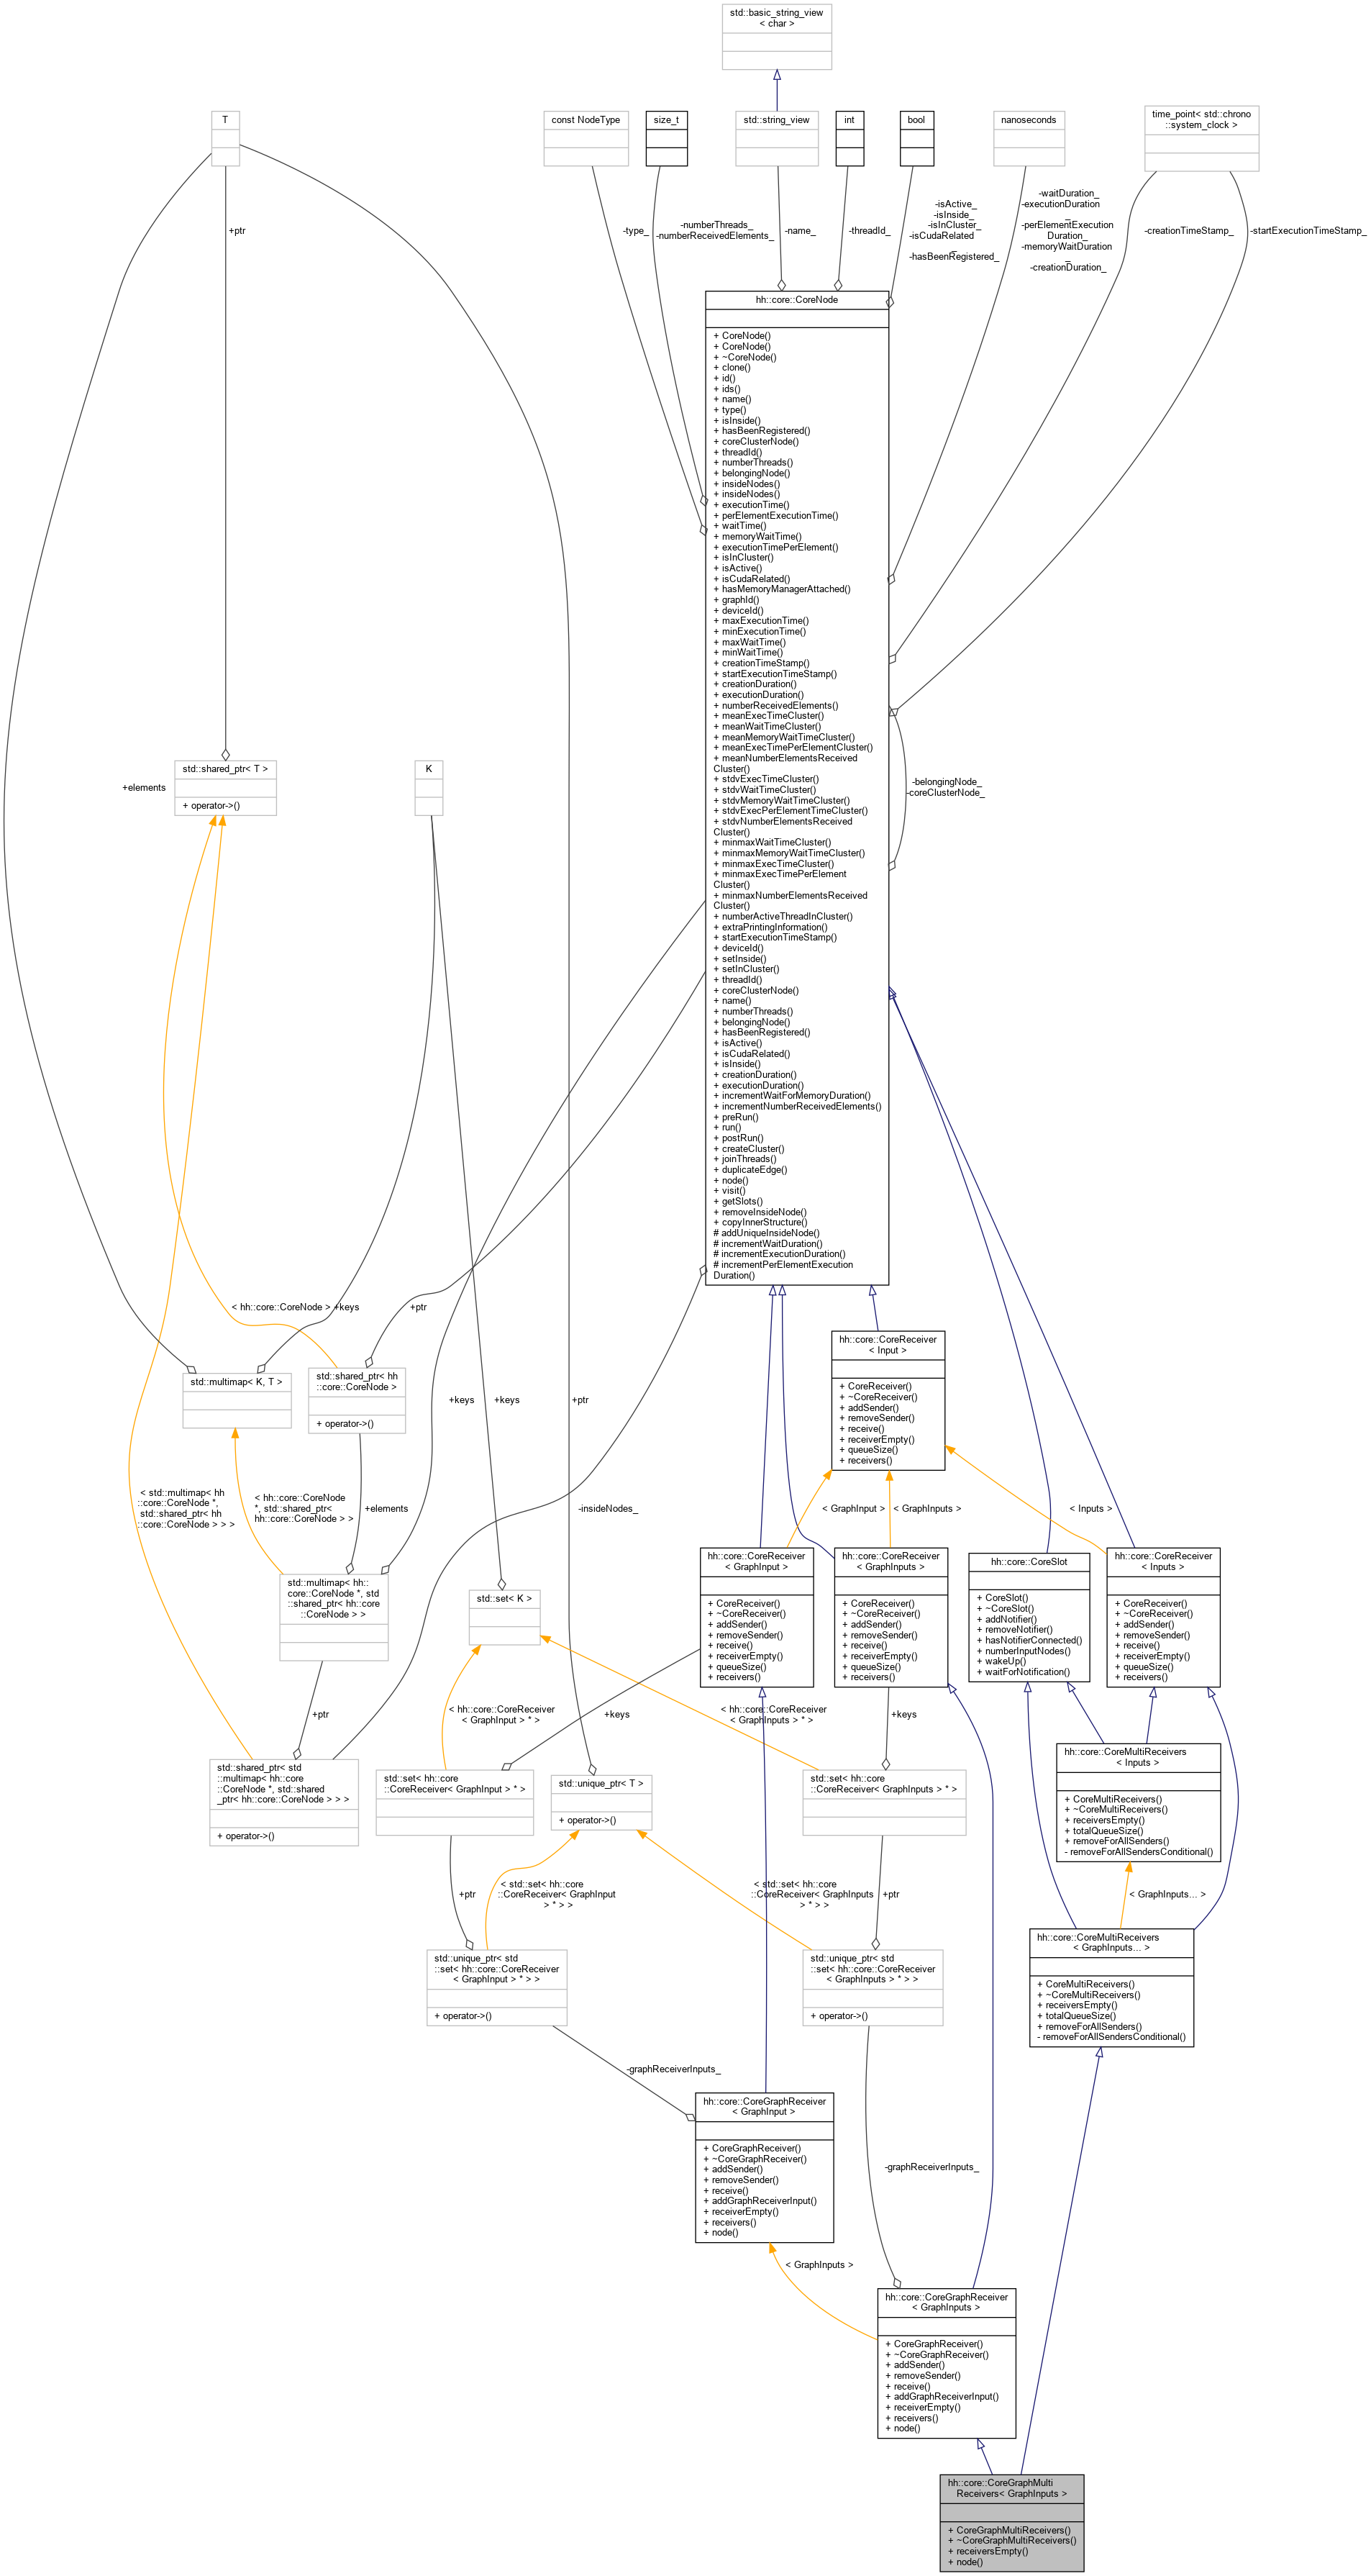 std::basic_string_view
< char >
T
const NodeType
size_t
std::string_view
int
bool
nanoseconds
time_point< std::chrono
::system_clock >
+ptr
-type_
-numberThreads_
-numberReceivedElements_
-name_
-threadId_
-isActive_
-isInside_
-isInCluster_
-isCudaRelated
_
-hasBeenRegistered_
-waitDuration_
-executionDuration
_
-perElementExecution
Duration_
-memoryWaitDuration
_
-creationDuration_
-creationTimeStamp_
-startExecutionTimeStamp_
hh::core::CoreNode
+ CoreNode()
+ CoreNode()
+ ~CoreNode()
+ clone()
+ id()
+ ids()
+ name()
+ type()
+ isInside()
+ hasBeenRegistered()
+ coreClusterNode()
+ threadId()
+ numberThreads()
+ belongingNode()
+ insideNodes()
+ insideNodes()
+ executionTime()
+ perElementExecutionTime()
+ waitTime()
+ memoryWaitTime()
+ executionTimePerElement()
+ isInCluster()
+ isActive()
+ isCudaRelated()
+ hasMemoryManagerAttached()
+ graphId()
+ deviceId()
+ maxExecutionTime()
+ minExecutionTime()
+ maxWaitTime()
+ minWaitTime()
+ creationTimeStamp()
+ startExecutionTimeStamp()
+ creationDuration()
+ executionDuration()
+ numberReceivedElements()
+ meanExecTimeCluster()
+ meanWaitTimeCluster()
+ meanMemoryWaitTimeCluster()
+ meanExecTimePerElementCluster()
+ meanNumberElementsReceived
Cluster()
+ stdvExecTimeCluster()
+ stdvWaitTimeCluster()
+ stdvMemoryWaitTimeCluster()
+ stdvExecPerElementTimeCluster()
+ stdvNumberElementsReceived
Cluster()
+ minmaxWaitTimeCluster()
+ minmaxMemoryWaitTimeCluster()
+ minmaxExecTimeCluster()
+ minmaxExecTimePerElement
Cluster()
+ minmaxNumberElementsReceived
Cluster()
+ numberActiveThreadInCluster()
+ extraPrintingInformation()
+ startExecutionTimeStamp()
+ deviceId()
+ setInside()
+ setInCluster()
+ threadId()
+ coreClusterNode()
+ name()
+ numberThreads()
+ belongingNode()
+ hasBeenRegistered()
+ isActive()
+ isCudaRelated()
+ isInside()
+ creationDuration()
+ executionDuration()
+ incrementWaitForMemoryDuration()
+ incrementNumberReceivedElements()
+ preRun()
+ run()
+ postRun()
+ createCluster()
+ joinThreads()
+ duplicateEdge()
+ node()
+ visit()
+ getSlots()
+ removeInsideNode()
+ copyInnerStructure()
# addUniqueInsideNode()
# incrementWaitDuration()
# incrementExecutionDuration()
# incrementPerElementExecution
Duration()
-belongingNode_
-coreClusterNode_
+elements
std::shared_ptr< T >
+ operator->()
K
< hh::core::CoreNode >
+keys
+ptr
std::multimap< K, T >
std::shared_ptr< hh
::core::CoreNode >
+ operator->()
+keys
+keys
+ptr
hh::core::CoreReceiver
< Input >
+ CoreReceiver()
+ ~CoreReceiver()
+ addSender()
+ removeSender()
+ receive()
+ receiverEmpty()
+ queueSize()
+ receivers()
< std::multimap< hh
::core::CoreNode *,
std::shared_ptr< hh
::core::CoreNode > > >
< hh::core::CoreNode
*, std::shared_ptr<
hh::core::CoreNode > >
+elements
-insideNodes_
< GraphInput >
< GraphInputs >
< Inputs >
std::multimap< hh::
core::CoreNode *, std
::shared_ptr< hh::core
::CoreNode > >
std::set< K >
hh::core::CoreReceiver
< GraphInput >
+ CoreReceiver()
+ ~CoreReceiver()
+ addSender()
+ removeSender()
+ receive()
+ receiverEmpty()
+ queueSize()
+ receivers()
hh::core::CoreReceiver
< GraphInputs >
+ CoreReceiver()
+ ~CoreReceiver()
+ addSender()
+ removeSender()
+ receive()
+ receiverEmpty()
+ queueSize()
+ receivers()
hh::core::CoreSlot
+ CoreSlot()
+ ~CoreSlot()
+ addNotifier()
+ removeNotifier()
+ hasNotifierConnected()
+ numberInputNodes()
+ wakeUp()
+ waitForNotification()
hh::core::CoreReceiver
< Inputs >
+ CoreReceiver()
+ ~CoreReceiver()
+ addSender()
+ removeSender()
+ receive()
+ receiverEmpty()
+ queueSize()
+ receivers()
+ptr
< hh::core::CoreReceiver
< GraphInput > * >
+keys
< hh::core::CoreReceiver
< GraphInputs > * >
+keys
std::shared_ptr< std
::multimap< hh::core
::CoreNode *, std::shared
_ptr< hh::core::CoreNode > > >
+ operator->()
std::set< hh::core
::CoreReceiver< GraphInput > * >
std::unique_ptr< T >
+ operator->()
std::set< hh::core
::CoreReceiver< GraphInputs > * >
hh::core::CoreMultiReceivers
< Inputs >
+ CoreMultiReceivers()
+ ~CoreMultiReceivers()
+ receiversEmpty()
+ totalQueueSize()
+ removeForAllSenders()
- removeForAllSendersConditional()
+ptr
< std::set< hh::core
::CoreReceiver< GraphInput
> * > >
< std::set< hh::core
::CoreReceiver< GraphInputs
> * > >
+ptr
< GraphInputs... >
std::unique_ptr< std
::set< hh::core::CoreReceiver
< GraphInput > * > >
+ operator->()
std::unique_ptr< std
::set< hh::core::CoreReceiver
< GraphInputs > * > >
+ operator->()
hh::core::CoreMultiReceivers
< GraphInputs... >
+ CoreMultiReceivers()
+ ~CoreMultiReceivers()
+ receiversEmpty()
+ totalQueueSize()
+ removeForAllSenders()
- removeForAllSendersConditional()
-graphReceiverInputs_
hh::core::CoreGraphReceiver
< GraphInput >
+ CoreGraphReceiver()
+ ~CoreGraphReceiver()
+ addSender()
+ removeSender()
+ receive()
+ addGraphReceiverInput()
+ receiverEmpty()
+ receivers()
+ node()
-graphReceiverInputs_
< GraphInputs >
hh::core::CoreGraphReceiver
< GraphInputs >
+ CoreGraphReceiver()
+ ~CoreGraphReceiver()
+ addSender()
+ removeSender()
+ receive()
+ addGraphReceiverInput()
+ receiverEmpty()
+ receivers()
+ node()
hh::core::CoreGraphMulti
Receivers< GraphInputs >
+ CoreGraphMultiReceivers()
+ ~CoreGraphMultiReceivers()
+ receiversEmpty()
+ node()